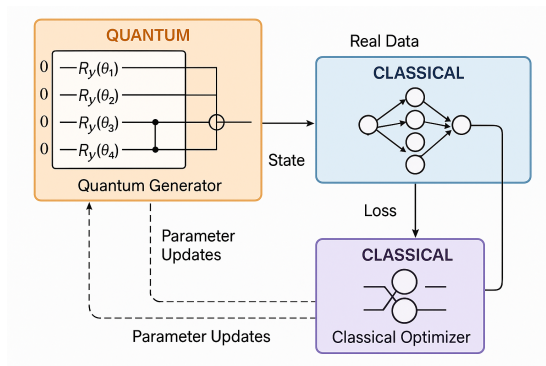 QUANTUM
0 Ry(θ1)
0 Ry(θ2)
0 Ry(θ3)
0 Ry(θ4)
Quantum Generator
State
Real Data
CLASSICAL
Loss
Parameter
Updates
CLASSICAL
Classical Optimizer
Parameter Updates